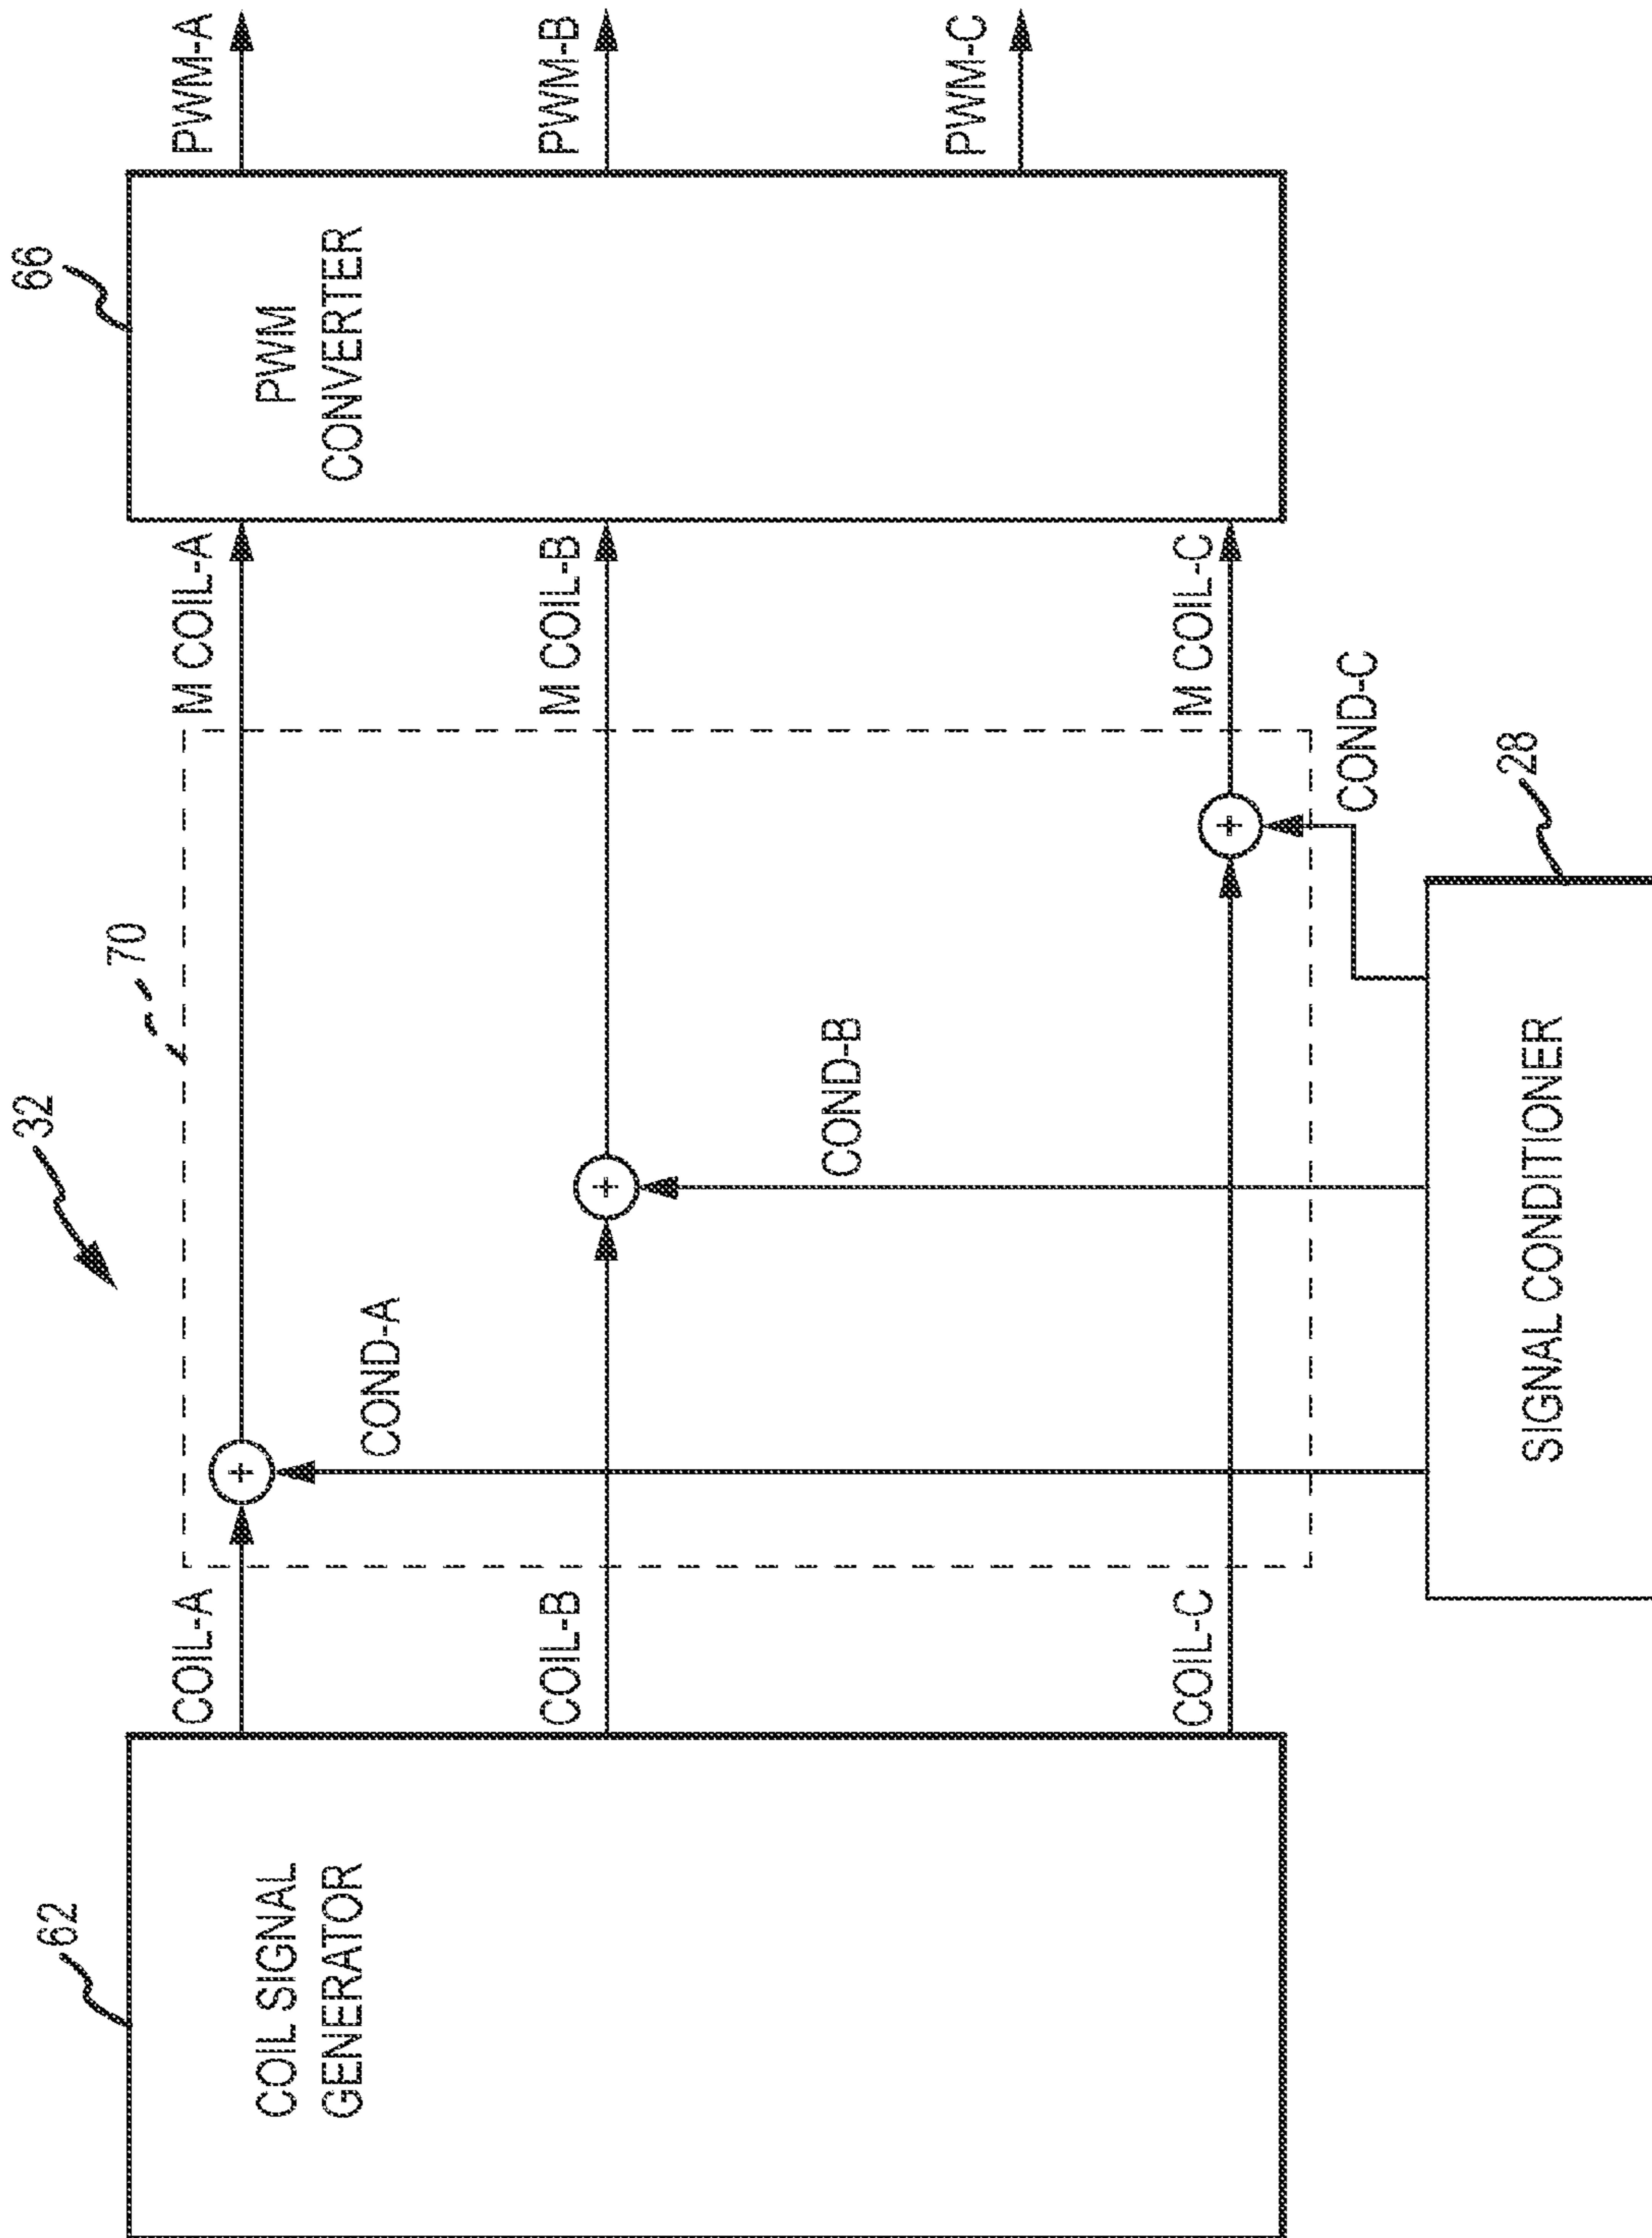 32
62
COIL SIGNAL
GENERATOR
COIL-A
COIL-B
COIL-C
70
COND-A
COND-B
COND-C
M COIL-A
M COIL-B
M COIL-C
66
PWM
CONVERTER
PWM-A
PWM-B
PWM-C
28
SIGNAL CONDITIONER
+
+
+